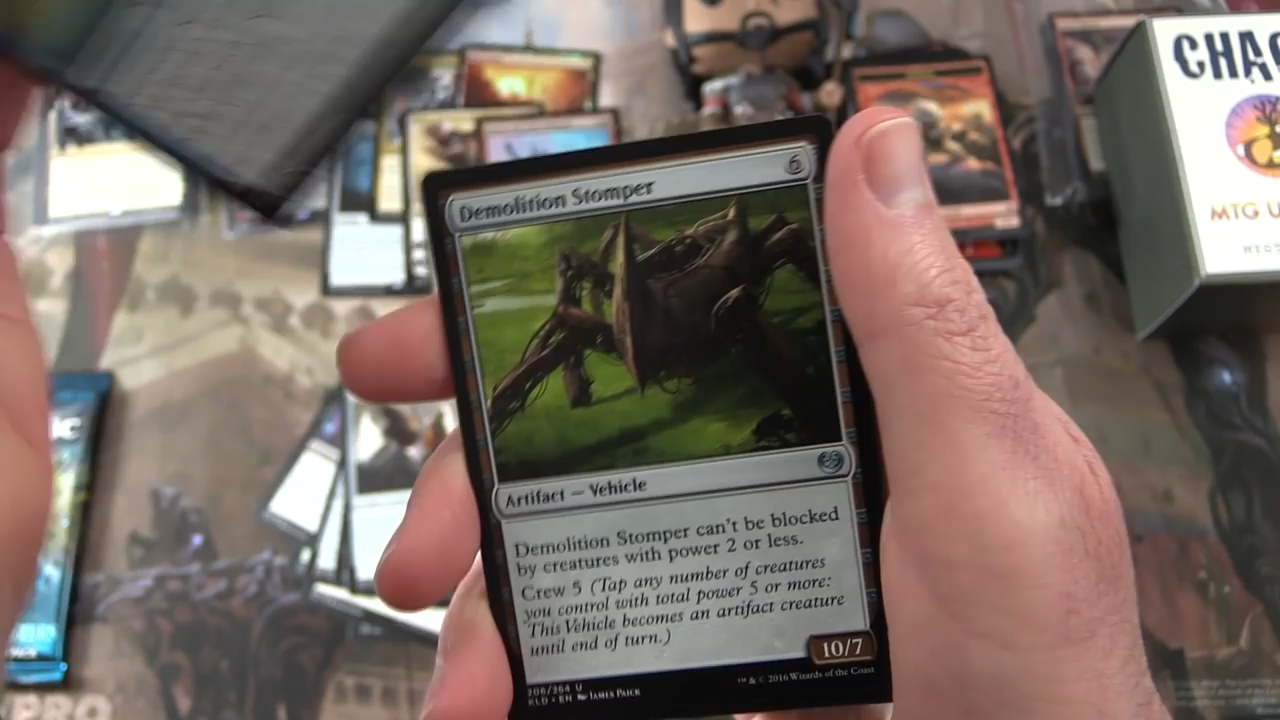 CHAO
MTG U
Demolition Stomper
6
Artifact — Vehicle
Demolition Stomper can't be blocked
by creatures with power 2 or less.
Crew 5 (Tap any number of creatures
you control with total power 5 or more:
This Vehicle becomes an artifact creature
until end of turn.)
10/7
206/264 U
KLD • EN James Paick
™ & © 2016 Wizards of the Coast
PRO